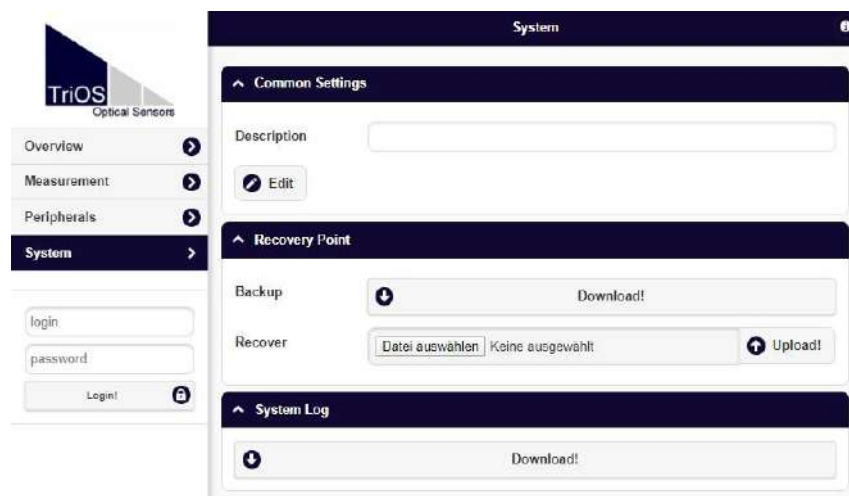 TriOS
Optical Sensors
Overview
Measurement
Peripherals
System
login
password
Login!
System
Common Settings
Description
Edit
Recovery Point
Backup
Download!
Recover
Datei auswählen Keine ausgewählt
Upload!
System Log
Download!